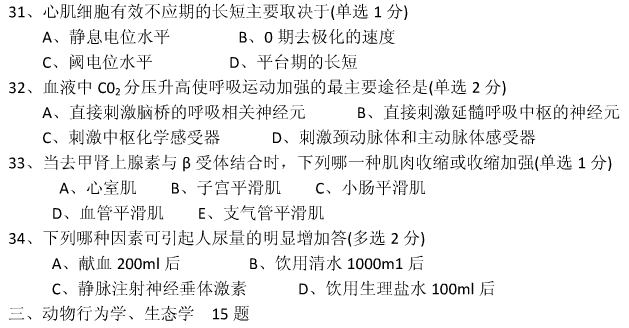 31、心肌细胞有效不应期的长短主要取决于(单选 1 分)
A、静息电位水平 B、0 期去极化的速度
C、阈电位水平 D、平台期的长短
32、血液中 C0₂ 分压升高使呼吸运动加强的最主要途径是(单选 2 分)
A、直接刺激脑桥的呼吸相关神经元 B、直接刺激延髓呼吸中枢的神经元
C、刺激中枢化学感受器 D、刺激颈动脉体和主动脉体感受器
33、当去甲肾上腺素与 β 受体结合时，下列哪一种肌肉收缩或收缩加强(单选 1 分)
A、心室肌 B、子宫平滑肌 C、小肠平滑肌
D、血管平滑肌 E、支气管平滑肌
34、下列哪种因素可引起人尿量的明显增加答(多选 2 分)
A、献血 200ml 后 B、饮用清水 1000m1 后
C、静脉注射神经垂体激素 D、饮用生理盐水 100ml 后
三、动物行为学、生态学 15 题